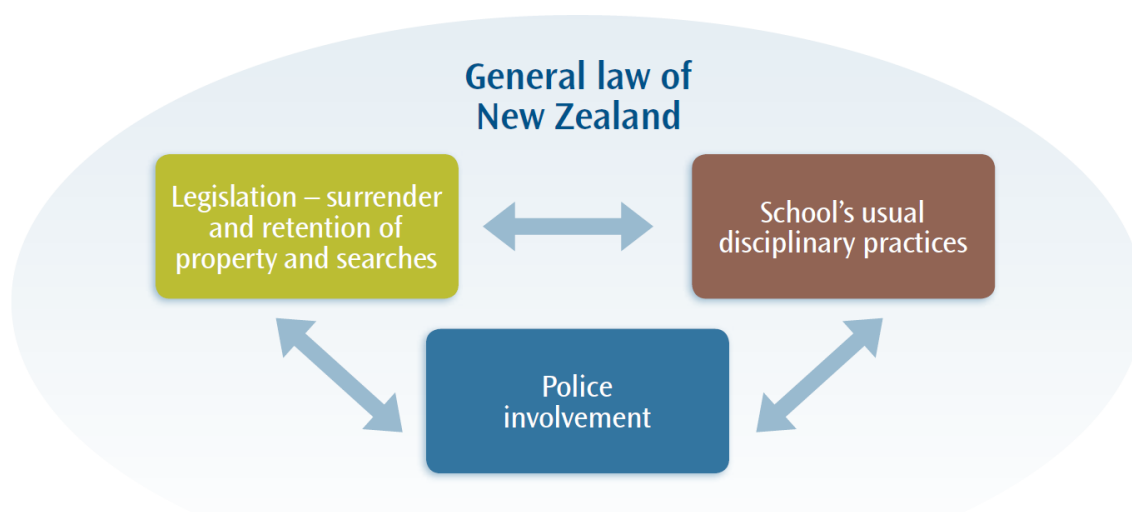 General law of
New Zealand
Legislation – surrender
and retention of
property and searches
School’s usual
disciplinary practices
Police
involvement